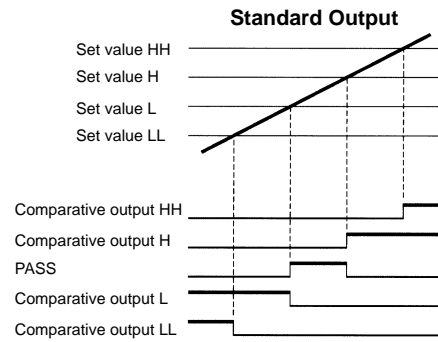 Standard Output
Set value HH
Set value H
Set value L
Set value LL
Comparative output HH
Comparative output H
PASS
Comparative output L
Comparative output LL